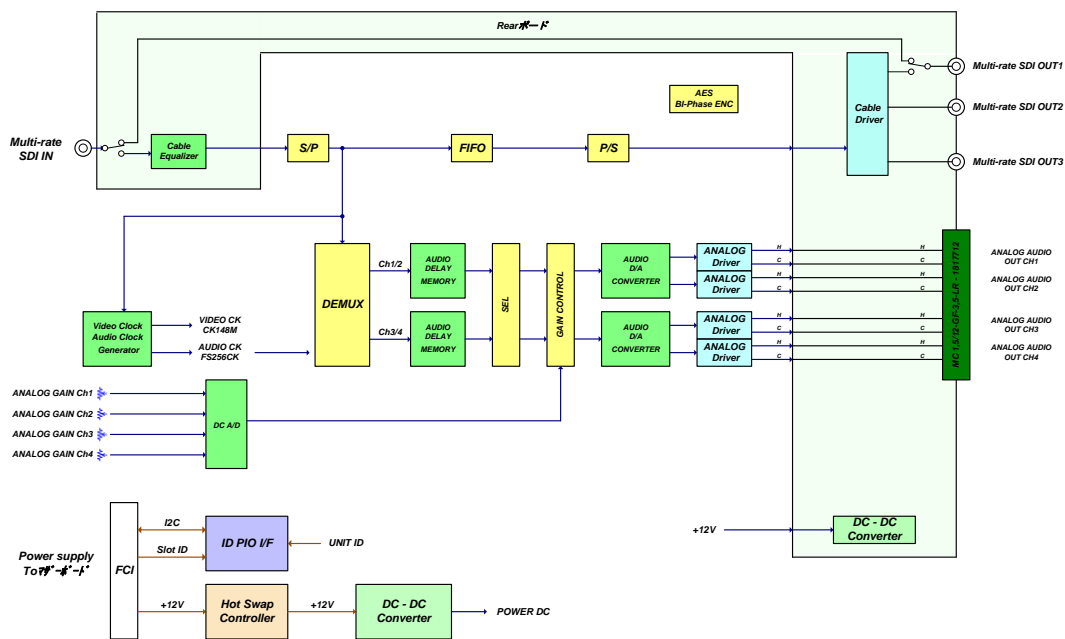 Rearボード
Multi-rate SDI OUT1
AES
BI-Phase ENC
Multi-rate SDI OUT2
Cable
Driver
Multi-rate
SDI IN
Cable
Equalizer
S/P
FIFO
P/S
Multi-rate SDI OUT3
Ch1/2
AUDIO
DELAY
MEMORY
AUDIO
D/A
CONVERTER
ANALOG
Driver
ANALOG
Driver
H
C
H
C
H
C
H
C
ANALOG AUDIO
OUT CH1
ANALOG AUDIO
OUT CH2
DEMUX
SEL
GAIN CONTROL
MC 1.5/12-GF-3,5-LR - 1817712
Video Clock
Audio Clock
Generator
VIDEO CK
CK148M
AUDIO CK
FS256CK
Ch3/4
AUDIO
DELAY
MEMORY
AUDIO
D/A
CONVERTER
ANALOG
Driver
ANALOG
Driver
H
C
H
C
H
C
H
C
ANALOG AUDIO
OUT CH3
ANALOG AUDIO
OUT CH4
ANALOG GAIN Ch1
ANALOG GAIN Ch2
ANALOG GAIN Ch3
ANALOG GAIN Ch4
DC A/D
Power supply
Toマザーボード
FCI
I2C
Slot ID
ID PIO I/F
UNIT ID
+12V
DC - DC
Converter
+12V
Hot Swap
Controller
+12V
DC - DC
Converter
POWER DC